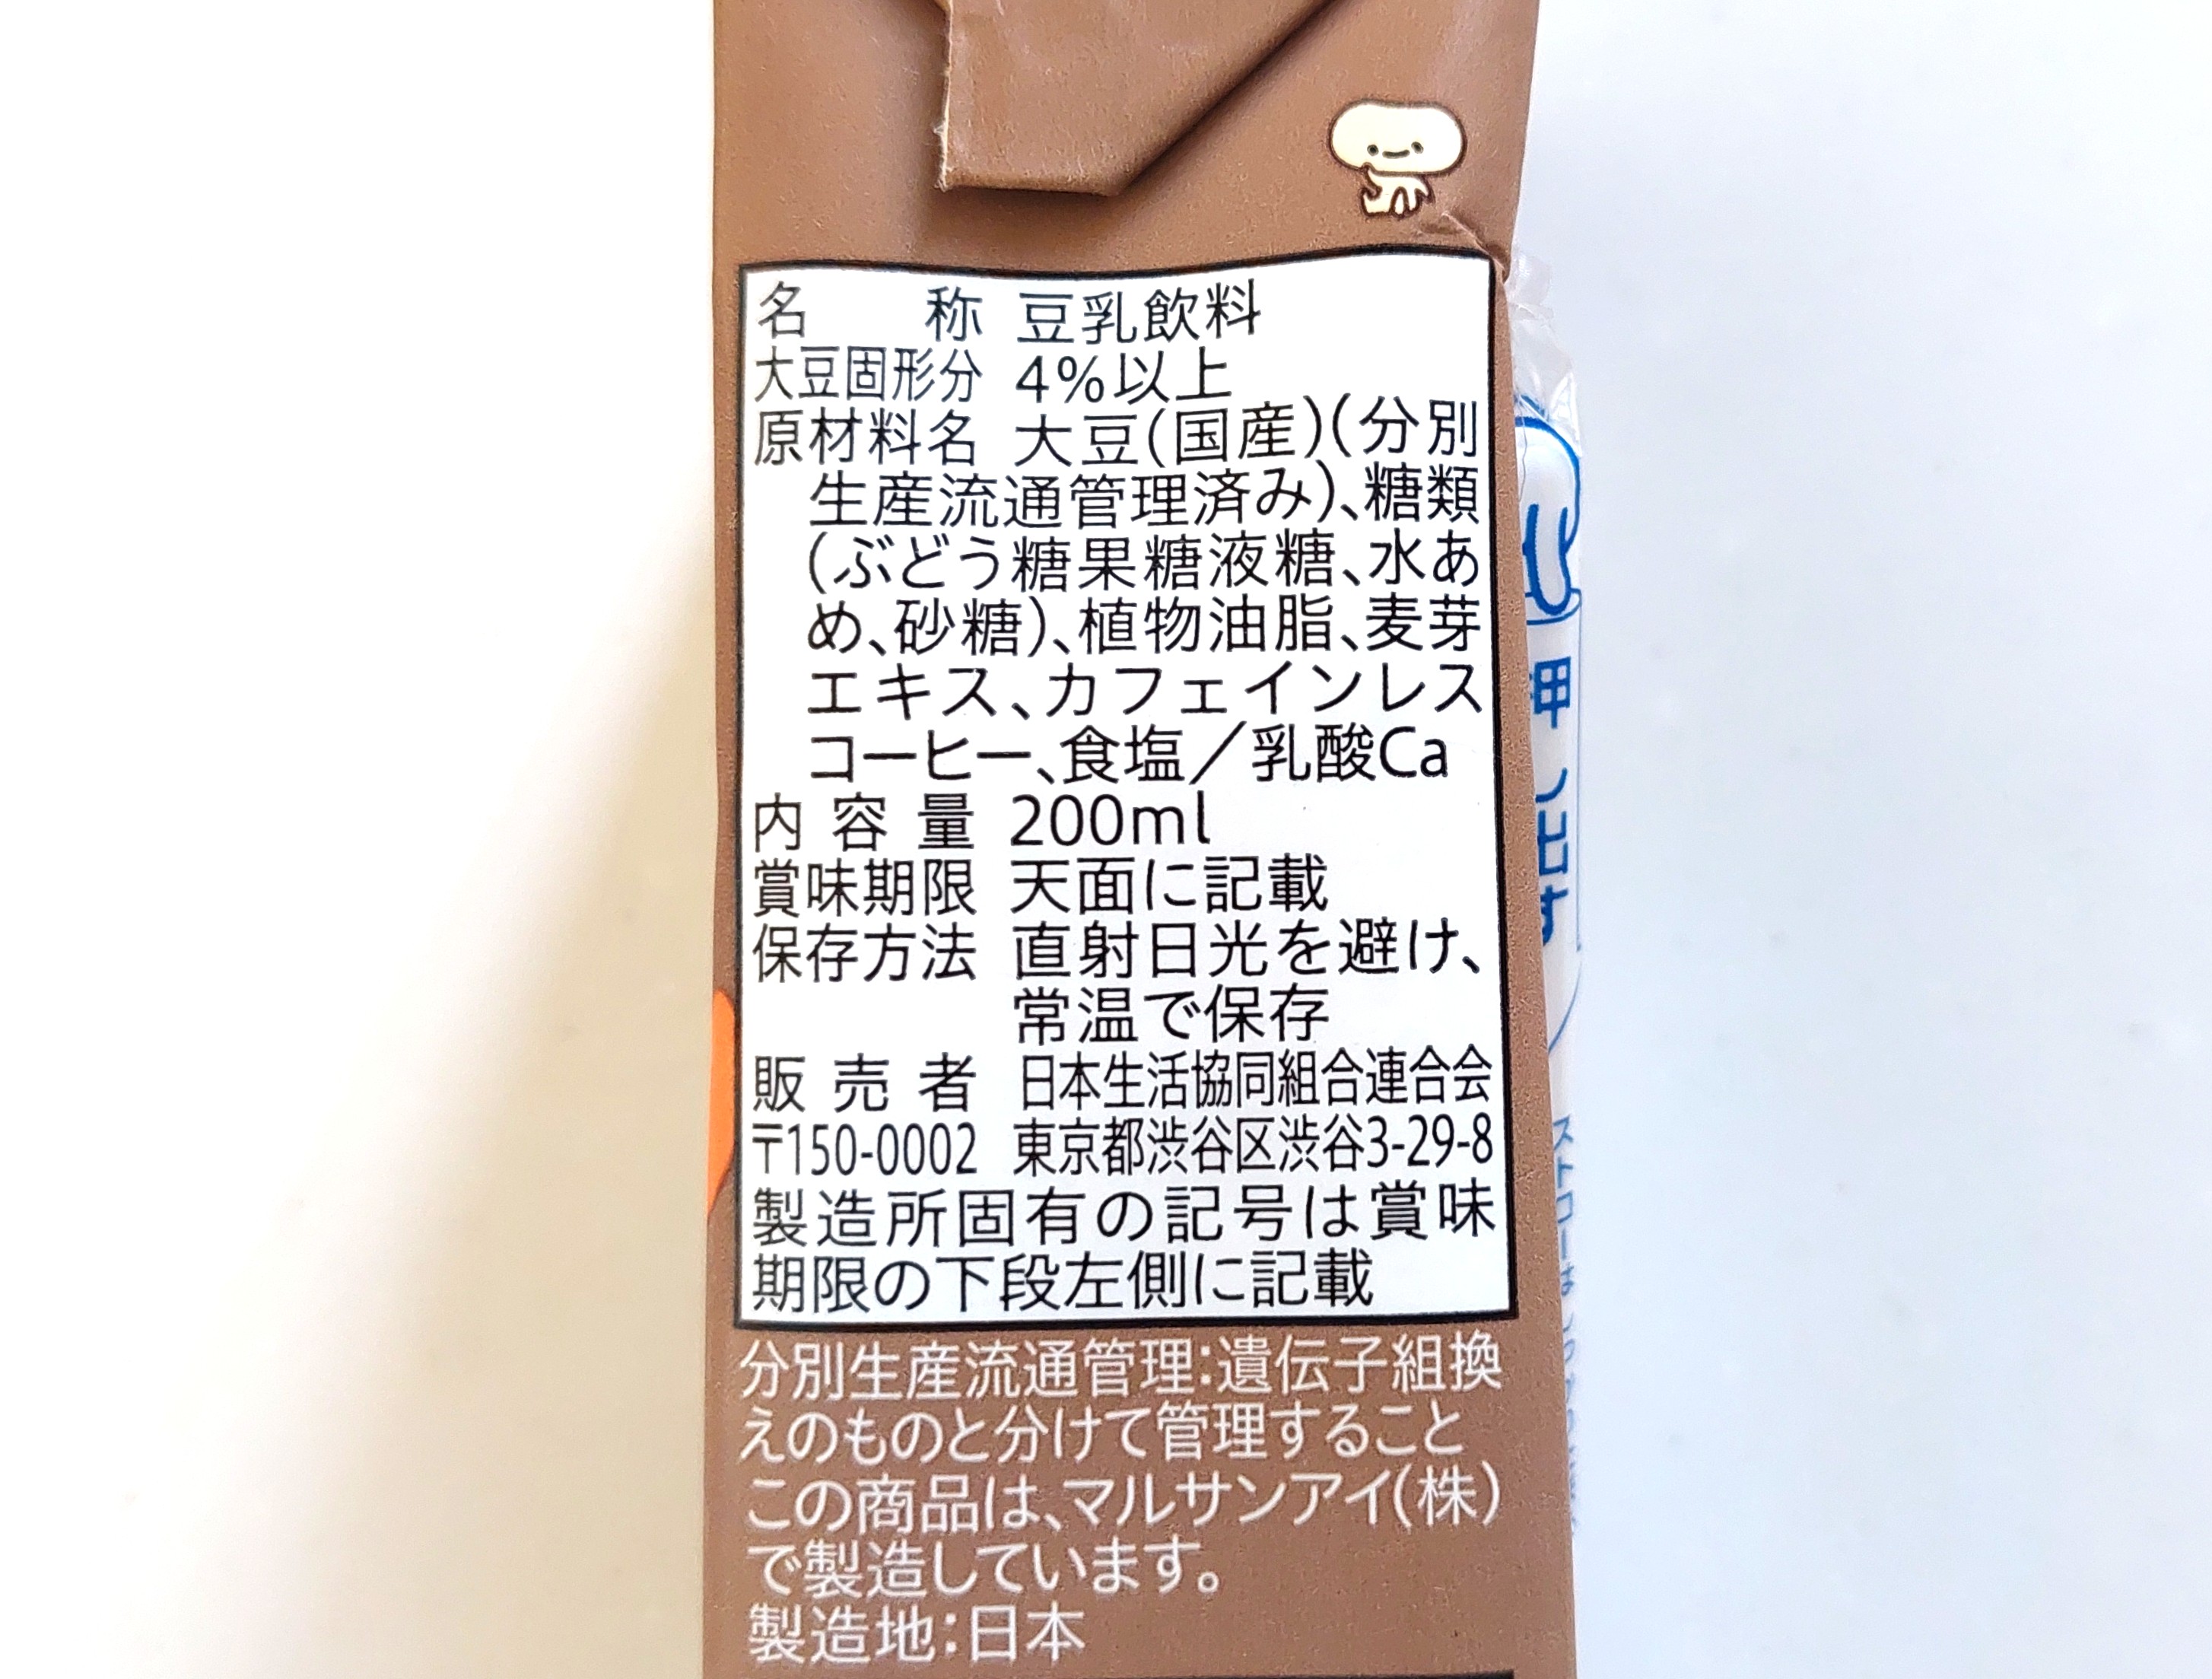 名称 豆乳飲料
大豆固形分 4%以上
原材料名 大豆(国産)(分別
生産流通管理済み)、糖類
(ぶどう糖果糖液糖、水あ
め、砂糖)、植物油脂、麦芽
エキス、カフェインレス
コーヒー、食塩／乳酸Ca
内容量 200ml
賞味期限 天面に記載
保存方法 直射日光を避け、
常温で保存
販売者 日本生活協同組合連合会
〒150-0002 東京都渋谷区渋谷3-29-8
製造所固有の記号は賞味
期限の下段左側に記載
分別生産流通管理:遺伝子組換
えのものと分けて管理すること
この商品は、マルサンアイ(株)
で製造しています。
製造地:日本
押し出す
ストローは